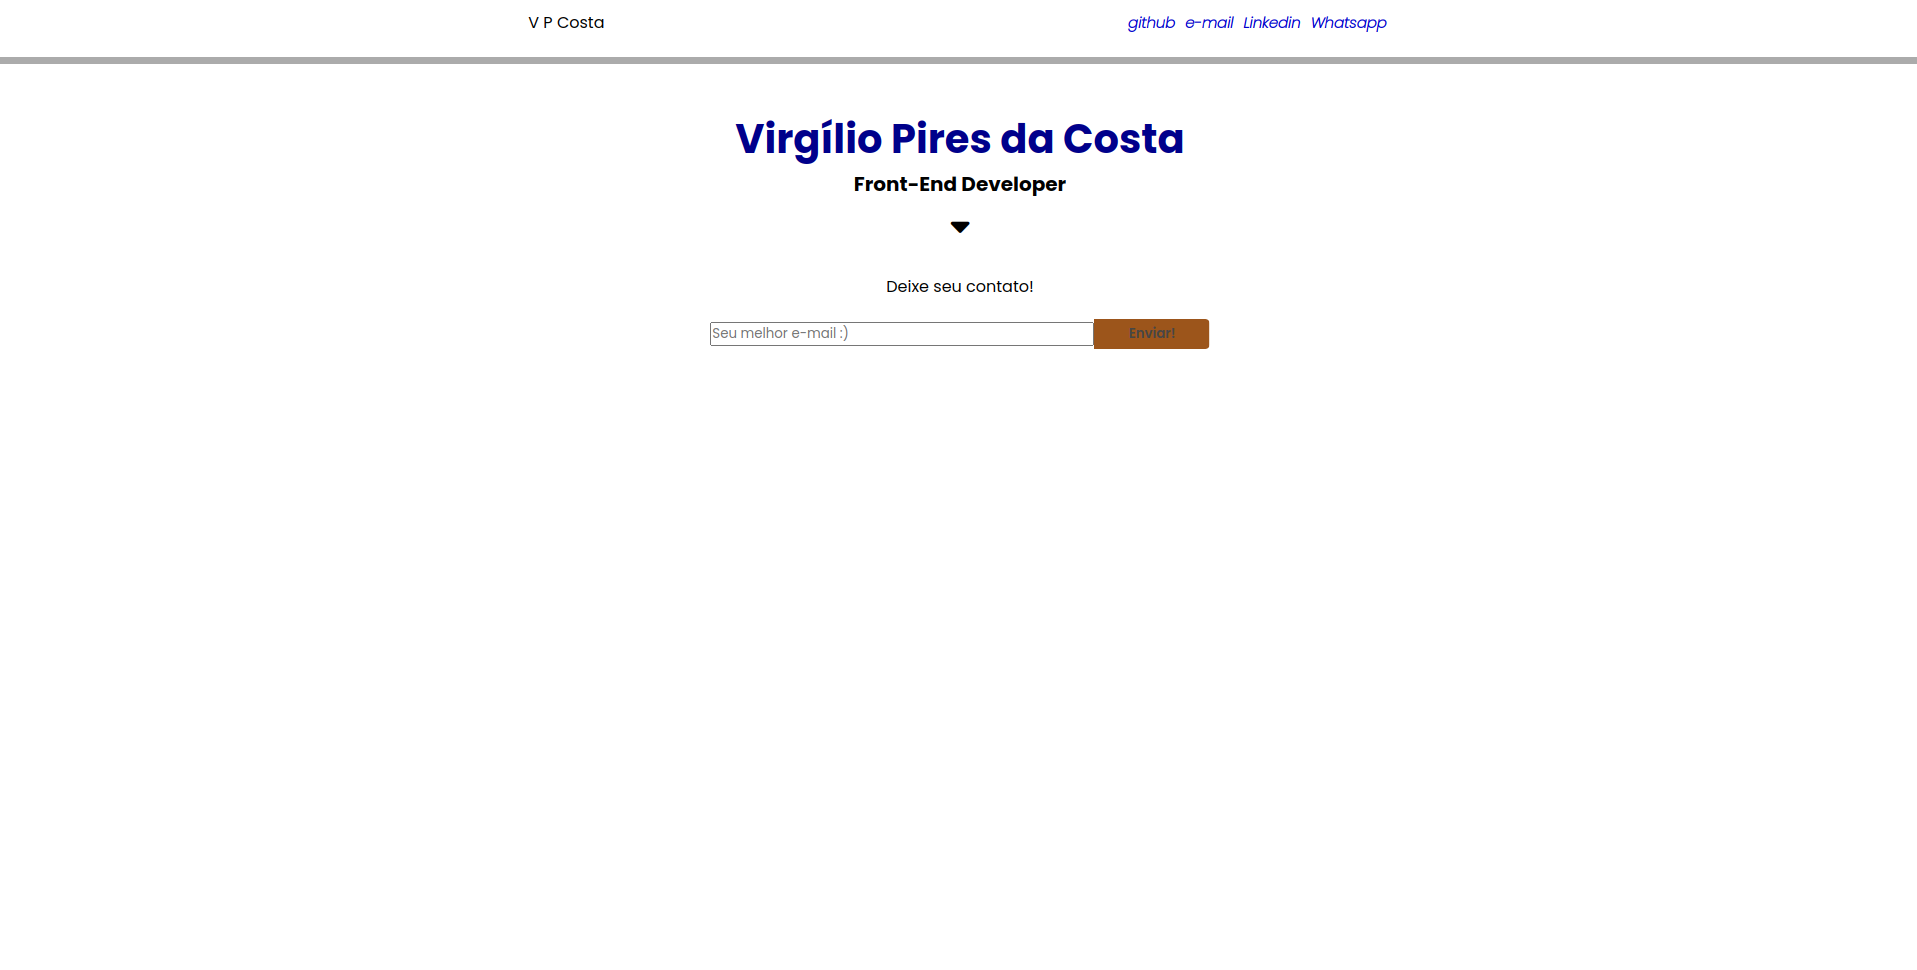 V P Costa
github e-mail Linkedin Whatsapp
Virgílio Pires da Costa
Front-End Developer
Deixe seu contato!
Seu melhor e-mail :)
Enviar!